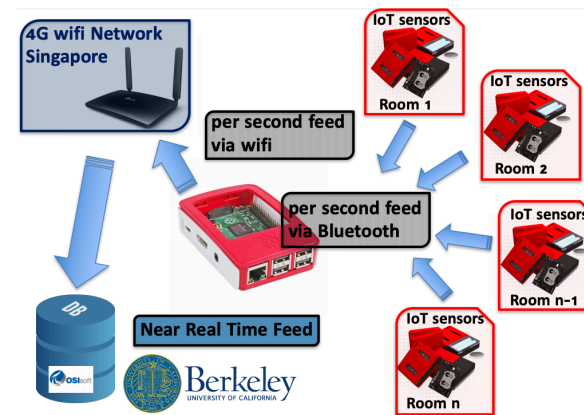 4G wifi Network
Singapore
per second feed
via wifi
per second feed
via Bluetooth
IoT sensors
Room 1
IoT sensors
Room 2
IoT sensors
Room n-1
IoT sensors
Room n
DB
OSIsoft
Near Real Time Feed
Berkeley
UNIVERSITY OF CALIFORNIA